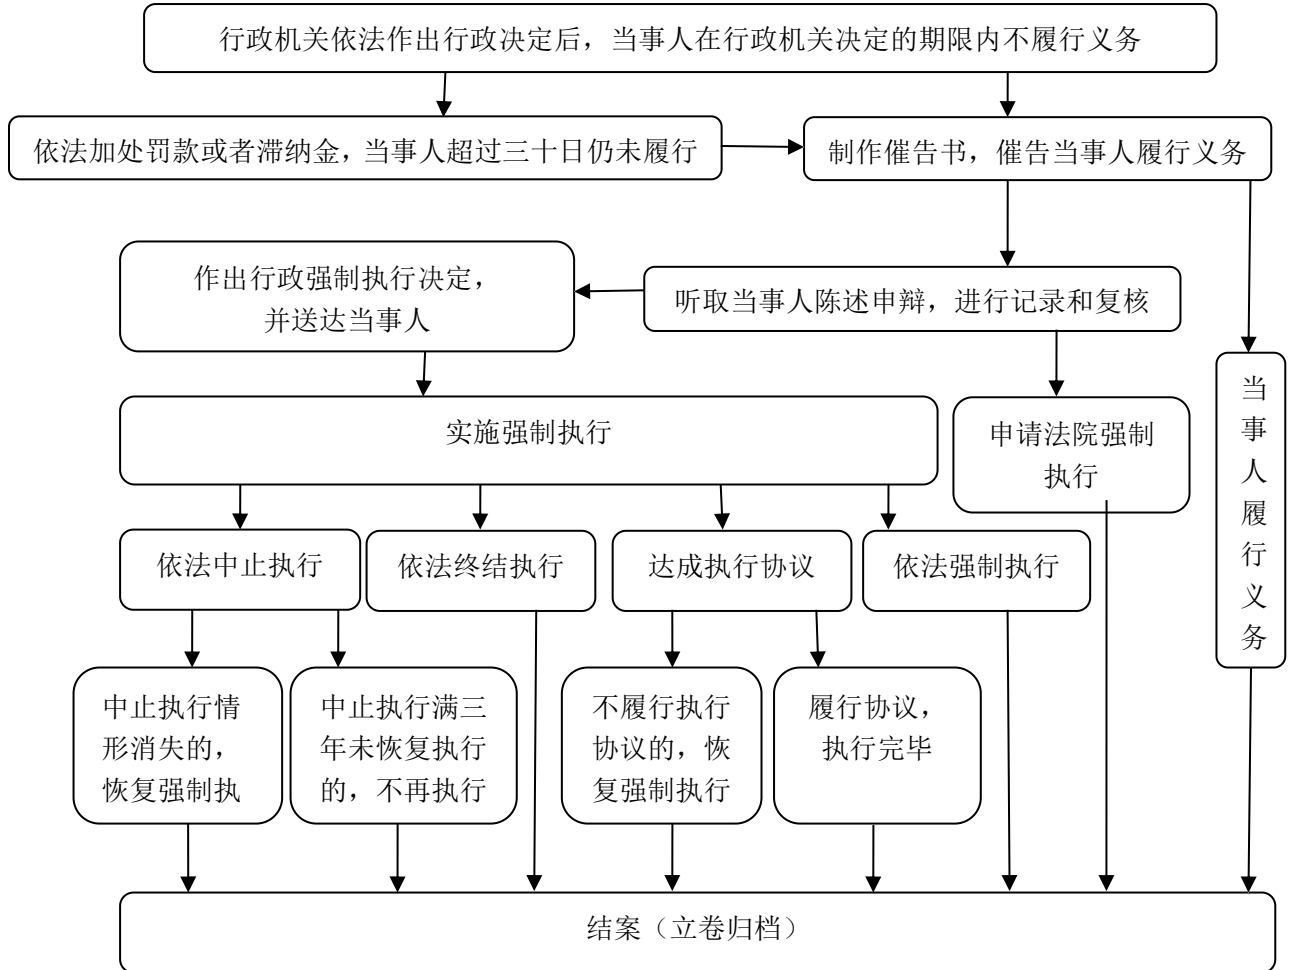 行政机关依法作出行政决定后，当事人在行政机关决定的期限内不履行义务
依法加处罚款或者滞纳金，当事人超过三十日仍未履行
制作催告书，催告当事人履行义务
作出行政强制执行决定，
并送达当事人
听取当事人陈述申辩，进行记录和复核
实施强制执行
申请法院强制
执行
当
事
人
履
行
义
务
依法中止执行
依法终结执行
达成执行协议
依法强制执行
中止执行情
形消失的，
恢复强制执
中止执行满三
年未恢复执行
的，不再执行
不履行执行
协议的，恢
复强制执行
履行协议，
执行完毕
结案（立卷归档）